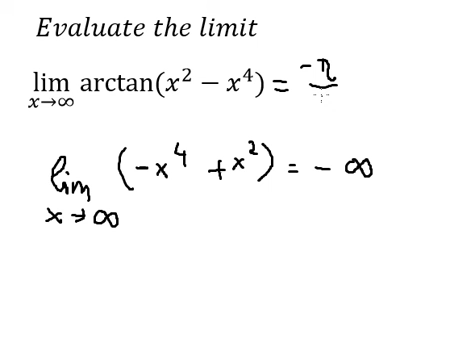 Evaluate the limit
lim x→∞ arctan(x² − x⁴) = -π
lim x→∞ (-x⁴ + x²) = - ∞